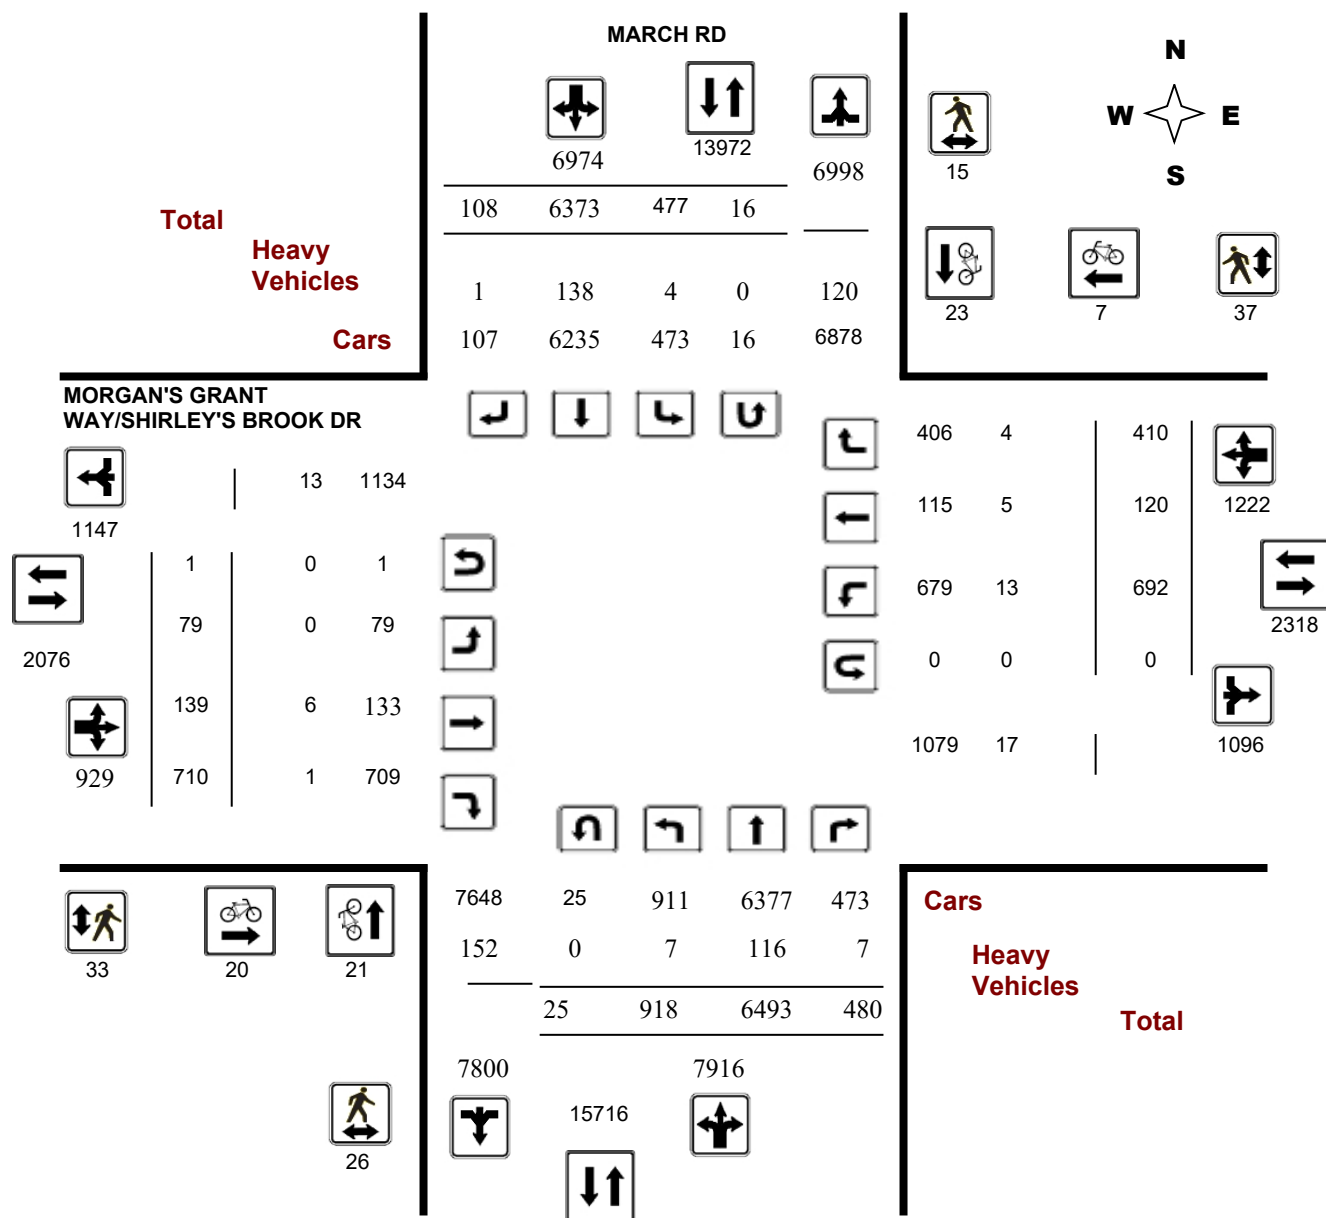 MARCH RD
N
W E
S
6974
13972
6998
15
108 6373 477 16
Total
Heavy
Vehicles
1 138 4 0 120
23 7 37
Cars 107 6235 473 16 6878
MORGAN'S GRANT
WAY/SHIRLEY'S BROOK DR
406 4 410
13 1134
115 5 120 1222
1147
1 0 1
679 13 692
79 0 79
2318
2076
0 0 0
139 6 133
1079 17 1096
929 710 1 709
7648 25 911 6377 473 Cars
152 0 7 116 7 Heavy
Vehicles
33 20 21
25 918 6493 480 Total
7800 7916
15716
26